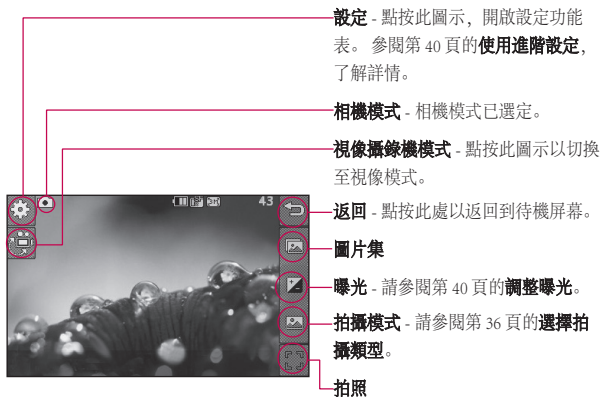 設定 - 點按此圖示，開啟設定功能
表。 參閱第 40 頁的使用進階設定，
了解詳情。
相機模式 - 相機模式已選定。
視像攝錄機模式 - 點按此圖示以切換
至視像模式。
返回 - 點按此處以返回到待機屏幕。
圖片集
曝光 - 請參閱第 40 頁的調整曝光。
拍攝模式 - 請參閱第 36 頁的選擇拍
攝類型。
拍照
43